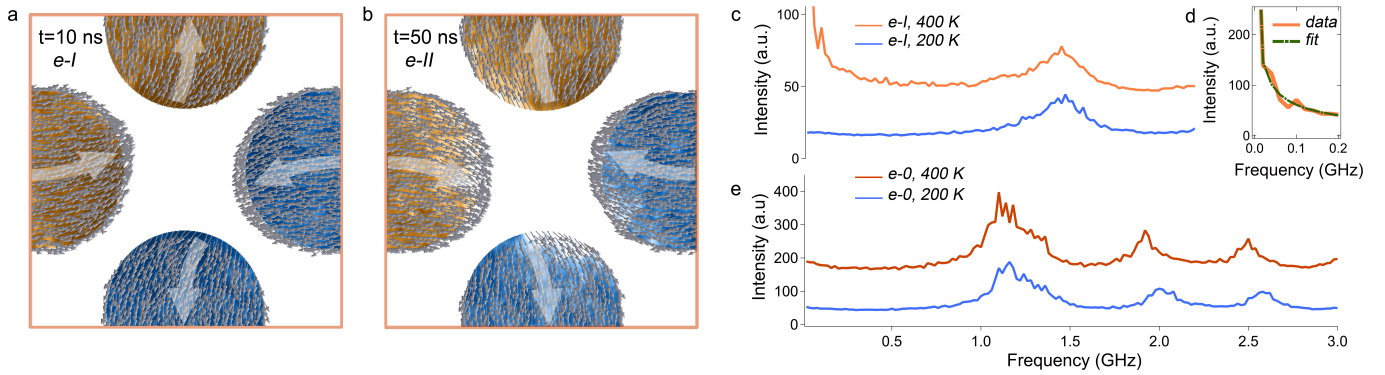 a
t=10 ns
e-I
b
t=50 ns
e-II
c
Intensity (a.u.)
100
50
0
e-I, 400 K
e-I, 200 K
d
Intensity (a.u.)
200
100
0
data
fit
0.0
0.1
0.2
Frequency (GHz)
e
Intensity (a.u)
400
300
200
100
0
e-0, 400 K
e-0, 200 K
0.5
1.0
1.5
2.0
2.5
3.0
Frequency (GHz)